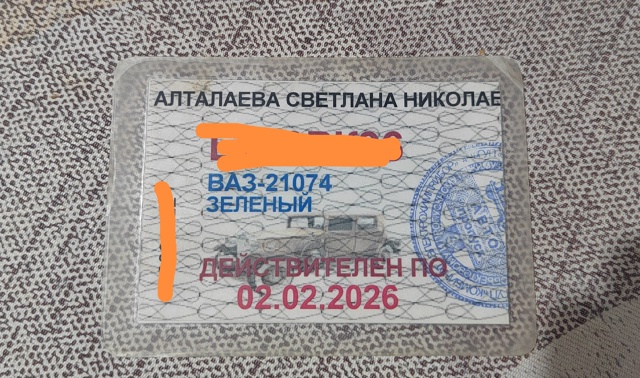 АЛТАЛАЕВА СВЕТЛАНА НИКОЛАЕ
ВАЗ-21074
ЗЕЛЕНЫЙ
ДЕЙСТВИТЕЛЕН ПО
02.02.2026